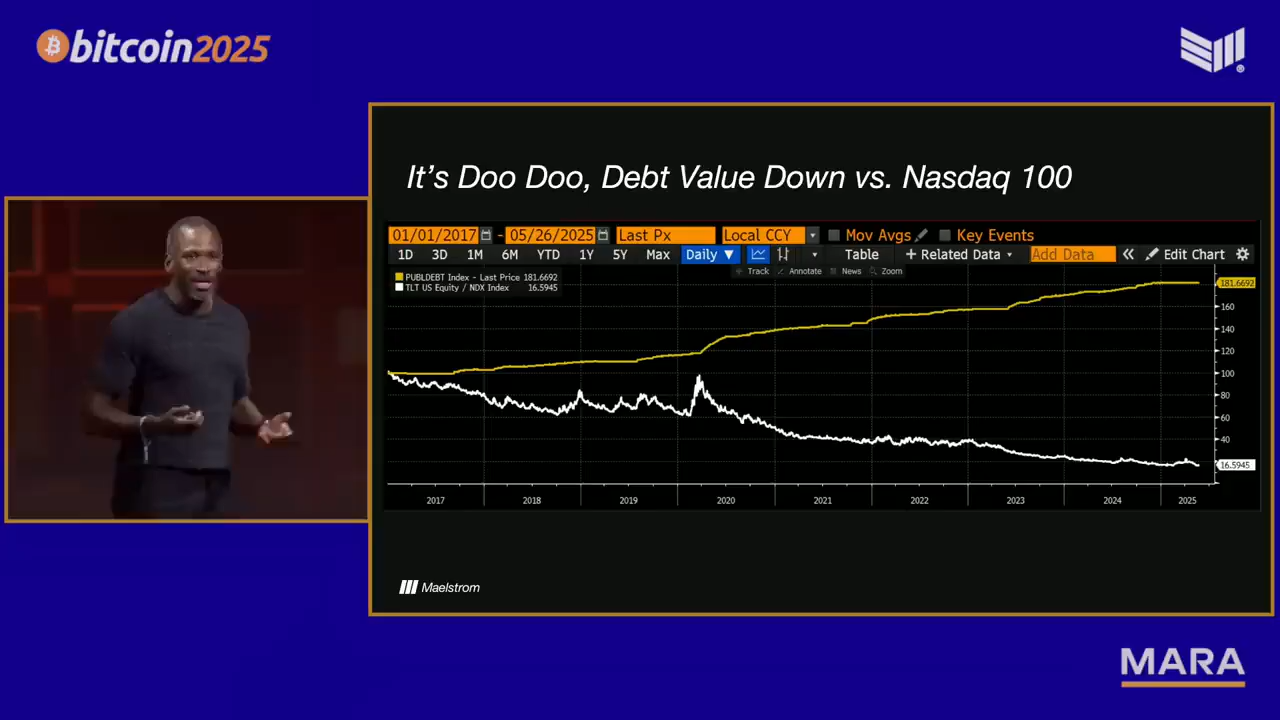 bitcoin2025
It's Doo Doo, Debt Value Down vs. Nasdaq 100
01/01/2017 - 05/26/2025 Last Px Local CCY Mov Avgs Key Events
1D 3D 1M 6M YTD 1Y 5Y Max Daily ▼ Table + Related Data Add Data « Edit Chart
Track Annotate News Zoom
PUBLDEBT Index - Last Price 181.6692
TLT US Equity / NDX Index 16.5945
181.6692
160
140
120
100
80
60
40
16.5945
2017 2018 2019 2020 2021 2022 2023 2024 2025
Maelstrom
MARA